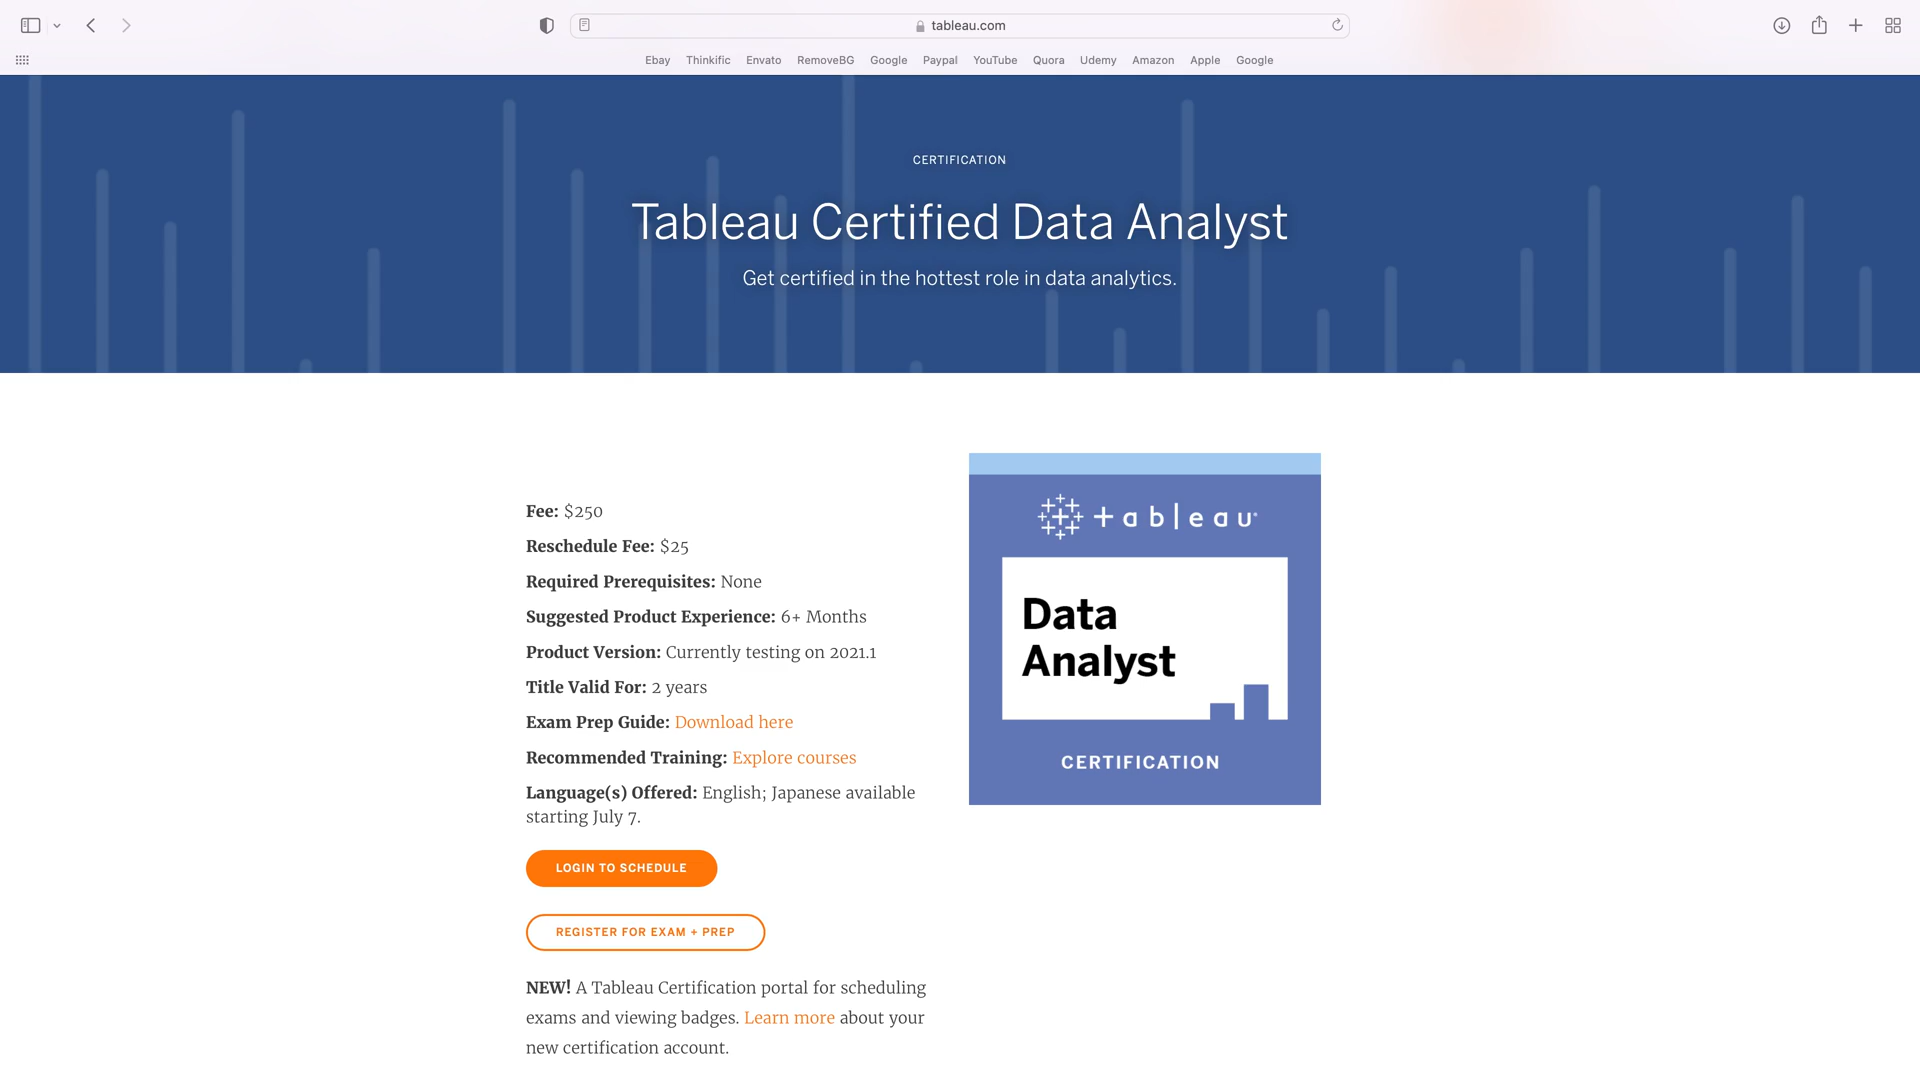 tableau.com
Ebay Thinkific Envato RemoveBG Google Paypal YouTube Quora Udemy Amazon Apple Google
CERTIFICATION
Tableau Certified Data Analyst
Get certified in the hottest role in data analytics.
Fee: $250
Reschedule Fee: $25
Required Prerequisites: None
Suggested Product Experience: 6+ Months
Product Version: Currently testing on 2021.1
Title Valid For: 2 years
Exam Prep Guide: Download here
Recommended Training: Explore courses
Language(s) Offered: English; Japanese available
starting July 7.
LOGIN TO SCHEDULE
REGISTER FOR EXAM + PREP
NEW! A Tableau Certification portal for scheduling
exams and viewing badges. Learn more about your
new certification account.
+ableau
Data
Analyst
CERTIFICATION